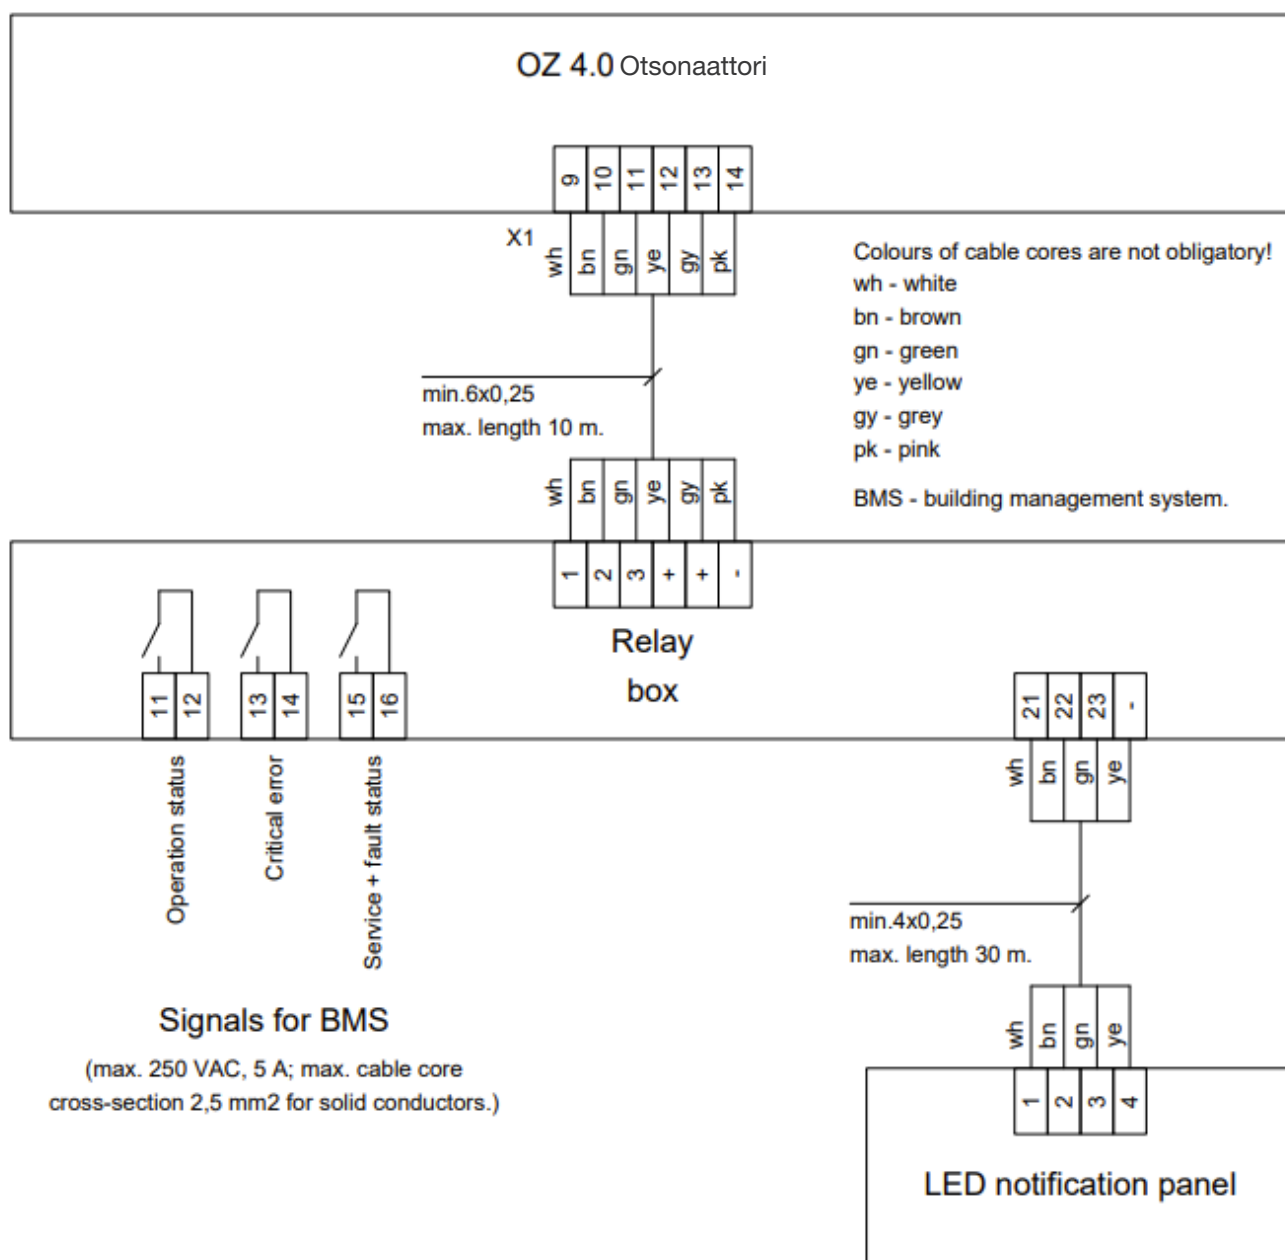 OZ 4.0 Otsonaattori
9 10 11 12 13 14
X1
wh bn gn ye gy pk
Colours of cable cores are not obligatory!
wh - white
bn - brown
gn - green
ye - yellow
gy - grey
pk - pink
BMS - building management system.
min.6x0,25
max. length 10 m.
wh bn gn ye gy pk
1 2 3 + + -
Relay
box
11 12 13 14 15 16
Operation status
Critical error
Service + fault status
21 22 23 -
wh bn gn ye
min.4x0,25
max. length 30 m.
Signals for BMS
(max. 250 VAC, 5 A; max. cable core
cross-section 2,5 mm2 for solid conductors.)
wh bn gn ye
1 2 3 4
LED notification panel